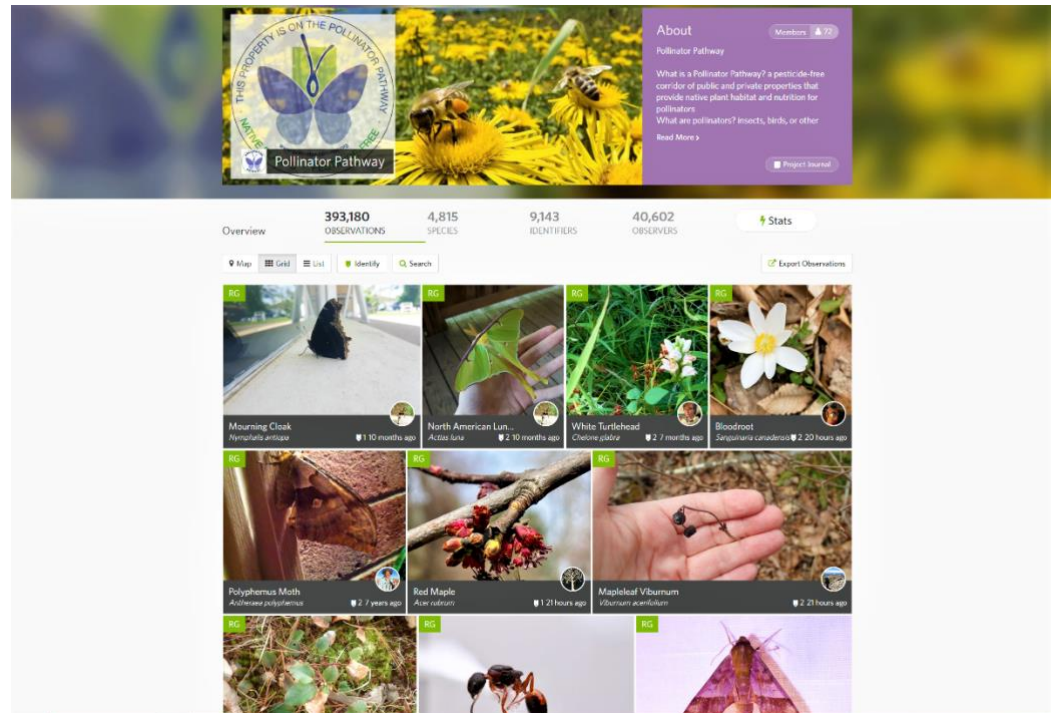 THIS PROPERTY IS ON THE POLLINATOR PATHWAY
NATIVE
FREE
Pollinator Pathway
About
Members 72
Pollinator Pathway
What is a Pollinator Pathway? a pesticide-free
corridor of public and private properties that
provide native plant habitat and nutrition for
pollinators
What are pollinators? insects, birds, or other
Read More >
Project Journal
Overview
393,180
OBSERVATIONS
4,815
SPECIES
9,143
IDENTIFIERS
40,602
OBSERVERS
Stats
Map
Grid
List
Identify
Search
Export Observations
RG
Mourning Cloak
Nymphalis antiopa 1 10 months ago
RG
North American Lun...
Actias luna 2 10 months ago
RG
White Turtlehead
Chelone glabra 2 7 months ago
RG
Bloodroot
Sanguinaria canadensis 2 20 hours ago
RG
Polyphemus Moth
Antheraea polyphemus 2 7 years ago
RG
Red Maple
Acer rubrum 1 21 hours ago
Mapleleaf Viburnum
Viburnum acerifolium 2 21 hours ago
RG
RG
RG
RG